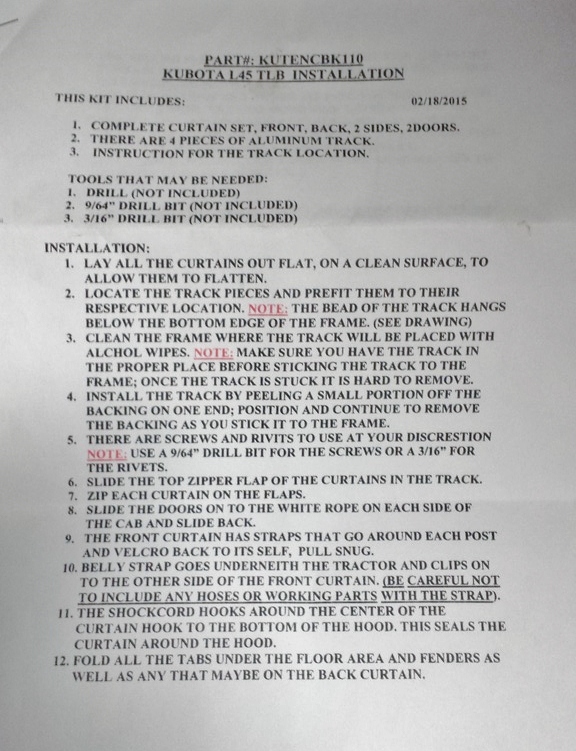 PART#: KUTENCBK110
KUBOTA L45 TLB INSTALLATION
THIS KIT INCLUDES: 02/18/2015
1. COMPLETE CURTAIN SET, FRONT, BACK, 2 SIDES, 2DOORS.
2. THERE ARE 4 PIECES OF ALUMINUM TRACK.
3. INSTRUCTION FOR THE TRACK LOCATION.
TOOLS THAT MAY BE NEEDED:
1. DRILL (NOT INCLUDED)
2. 9/64” DRILL BIT (NOT INCLUDED)
3. 3/16” DRILL BIT (NOT INCLUDED)
INSTALLATION:
1. LAY ALL THE CURTAINS OUT FLAT, ON A CLEAN SURFACE, TO
ALLOW THEM TO FLATTEN.
2. LOCATE THE TRACK PIECES AND PREFIT THEM TO THEIR
RESPECTIVE LOCATION. NOTE: THE BEAD OF THE TRACK HANGS
BELOW THE BOTTOM EDGE OF THE FRAME. (SEE DRAWING)
3. CLEAN THE FRAME WHERE THE TRACK WILL BE PLACED WITH
ALCHOL WIPES. NOTE: MAKE SURE YOU HAVE THE TRACK IN
THE PROPER PLACE BEFORE STICKING THE TRACK TO THE
FRAME; ONCE THE TRACK IS STUCK IT IS HARD TO REMOVE.
4. INSTALL THE TRACK BY PEELING A SMALL PORTION OFF THE
BACKING ON ONE END; POSITION AND CONTINUE TO REMOVE
THE BACKING AS YOU STICK IT TO THE FRAME.
5. THERE ARE SCREWS AND RIVITS TO USE AT YOUR DISCRESTION
NOTE: USE A 9/64” DRILL BIT FOR THE SCREWS OR A 3/16” FOR
THE RIVETS.
6. SLIDE THE TOP ZIPPER FLAP OF THE CURTAINS IN THE TRACK.
7. ZIP EACH CURTAIN ON THE FLAPS.
8. SLIDE THE DOORS ON TO THE WHITE ROPE ON EACH SIDE OF
THE CAB AND SLIDE BACK.
9. THE FRONT CURTAIN HAS STRAPS THAT GO AROUND EACH POST
AND VELCRO BACK TO ITS SELF, PULL SNUG.
10. BELLY STRAP GOES UNDERNEITH THE TRACTOR AND CLIPS ON
TO THE OTHER SIDE OF THE FRONT CURTAIN. (BE CAREFUL NOT
TO INCLUDE ANY HOSES OR WORKING PARTS WITH THE STRAP).
11. THE SHOCKCORD HOOKS AROUND THE CENTER OF THE
CURTAIN HOOK TO THE BOTTOM OF THE HOOD. THIS SEALS THE
CURTAIN AROUND THE HOOD.
12. FOLD ALL THE TABS UNDER THE FLOOR AREA AND FENDERS AS
WELL AS ANY THAT MAYBE ON THE BACK CURTAIN.